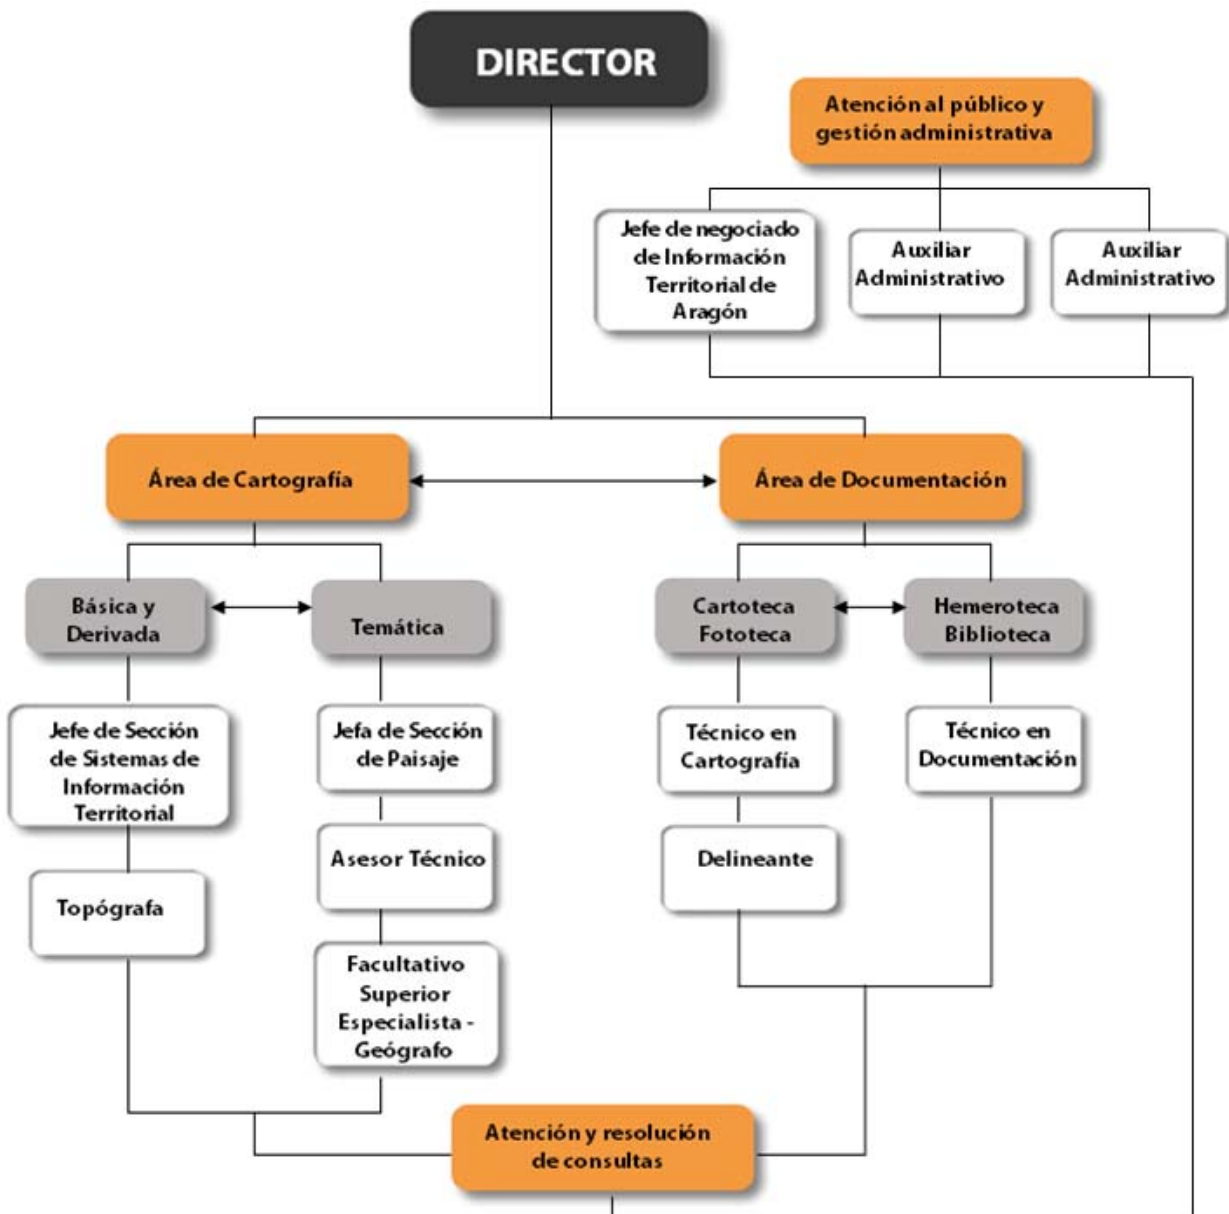 DIRECTOR
Atención al público y
gestión administrativa
Jefe de negociado
de Información
Territorial de
Aragón
Auxiliar
Administrativo
Auxiliar
Administrativo
Área de Cartografía
Área de Documentación
Básica y
Derivada
Temática
Cartoteca
Fototeca
Hemeroteca
Biblioteca
Jefe de Sección
de Sistemas de
Información
Territorial
Jefa de Sección
de Paisaje
Técnico en
Cartografía
Técnico en
Documentación
Asesor Técnico
Delineante
Topógrafa
Facultativo
Superior
Especialista -
Geógrafo
Atención y resolución
de consultas